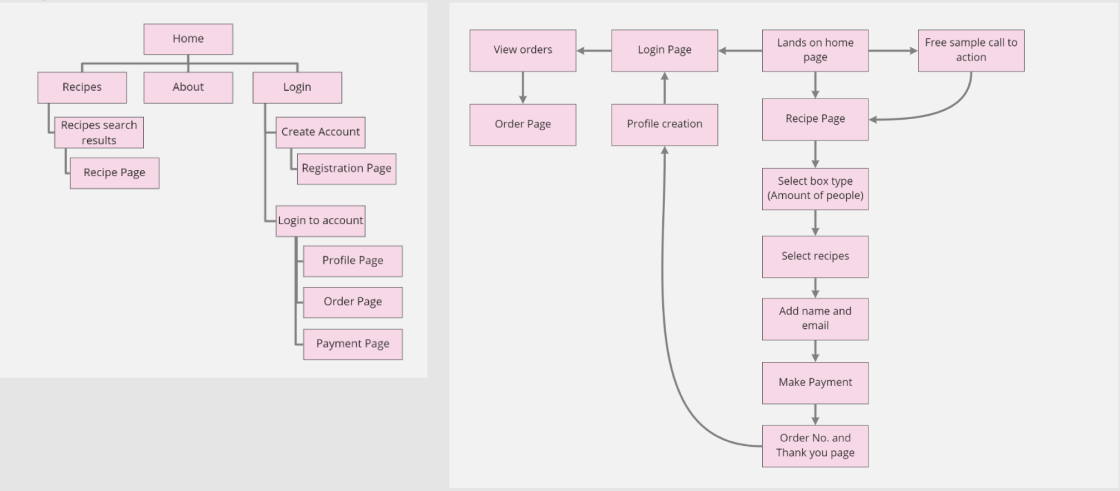 Home
Recipes
About
Login
Recipes search
results
Recipe Page
Create Account
Registration Page
Login to account
Profile Page
Order Page
Payment Page
View orders
Login Page
Lands on home
page
Free sample call to
action
Order Page
Profile creation
Recipe Page
Select box type
(Amount of people)
Select recipes
Add name and
email
Make Payment
Order No. and
Thank you page